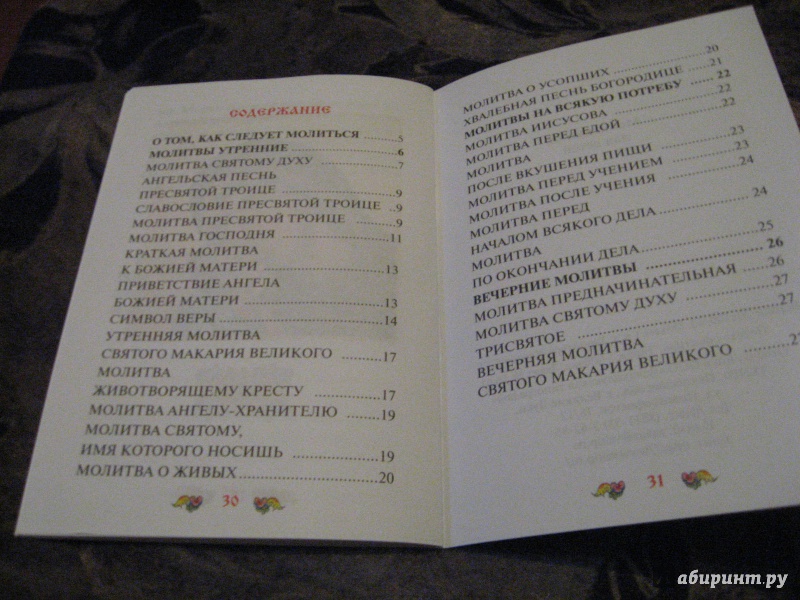 СОДЕРЖАНИЕ
О ТОМ, КАК СЛЕДУЕТ МОЛИТЬСЯ ........5
МОЛИТВЫ УТРЕННИЕ ........6
МОЛИТВА СВЯТОМУ ДУХУ ........7
АНГЕЛЬСКАЯ ПЕСНЬ
ПРЕСВЯТОЙ ТРОИЦЕ ........9
СЛАВОСЛОВИЕ ПРЕСВЯТОЙ ТРОИЦЕ ..9
МОЛИТВА ПРЕСВЯТОЙ ТРОИЦЕ ........9
МОЛИТВА ГОСПОДНЯ ........11
КРАТКАЯ МОЛИТВА
К БОЖИЕЙ МАТЕРИ ........13
ПРИВЕТСТВИЕ АНГЕЛА
БОЖИЕЙ МАТЕРИ ........13
СИМВОЛ ВЕРЫ ........14
УТРЕННЯЯ МОЛИТВА
СВЯТОГО МАКАРИЯ ВЕЛИКОГО ........17
МОЛИТВА
ЖИВОТВОРЯЩЕМУ КРЕСТУ ........17
МОЛИТВА АНГЕЛУ-ХРАНИТЕЛЮ ........19
МОЛИТВА СВЯТОМУ,
ИМЯ КОТОРОГО НОСИШЬ ........19
МОЛИТВА О ЖИВЫХ ........20
30
МОЛИТВА О УСОПШИХ ........20
ХВАЛЕБНАЯ ПЕСНЬ БОГОРОДИЦЕ ........21
МОЛИТВЫ НА ВСЯКУЮ ПОТРЕБУ ........22
МОЛИТВА ИИСУСОВА ........22
МОЛИТВА ПЕРЕД ЕДОЙ ........22
МОЛИТВА
ПОСЛЕ ВКУШЕНИЯ ПИЩИ ........23
МОЛИТВА ПЕРЕД УЧЕНИЕМ ........23
МОЛИТВА ПОСЛЕ УЧЕНИЯ ........24
МОЛИТВА ПЕРЕД
НАЧАЛОМ ВСЯКОГО ДЕЛА ........24
МОЛИТВА
ПО ОКОНЧАНИИ ДЕЛА ........25
ВЕЧЕРНИЕ МОЛИТВЫ ........26
МОЛИТВА ПРЕДНАЧИНАТЕЛЬНАЯ ........26
МОЛИТВА СВЯТОМУ ДУХУ ........27
ТРИСВЯТОЕ ........27
ВЕЧЕРНЯЯ МОЛИТВА
СВЯТОГО МАКАРИЯ ВЕЛИКОГО ........
31
абиринт.ру